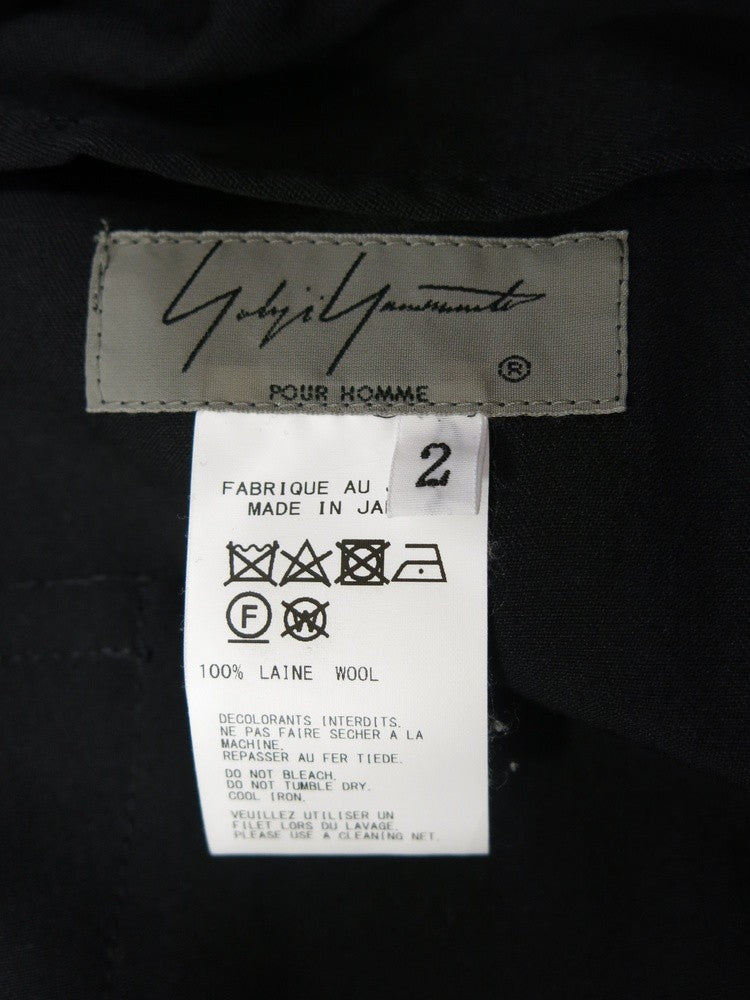 Yohji Yamamoto
®
POUR HOMME
2
FABRIQUE AU
MADE IN JA
F W
100% LAINE WOOL
DECOLORANTS INTERDITS.
NE PAS FAIRE SECHER A LA
MACHINE.
REPASSER AU FER TIEDE.
DO NOT BLEACH.
DO NOT TUMBLE DRY.
COOL IRON.
VEUILLEZ UTILISER UN
FILET LORS DU LAVAGE.
PLEASE USE A CLEANING NET.